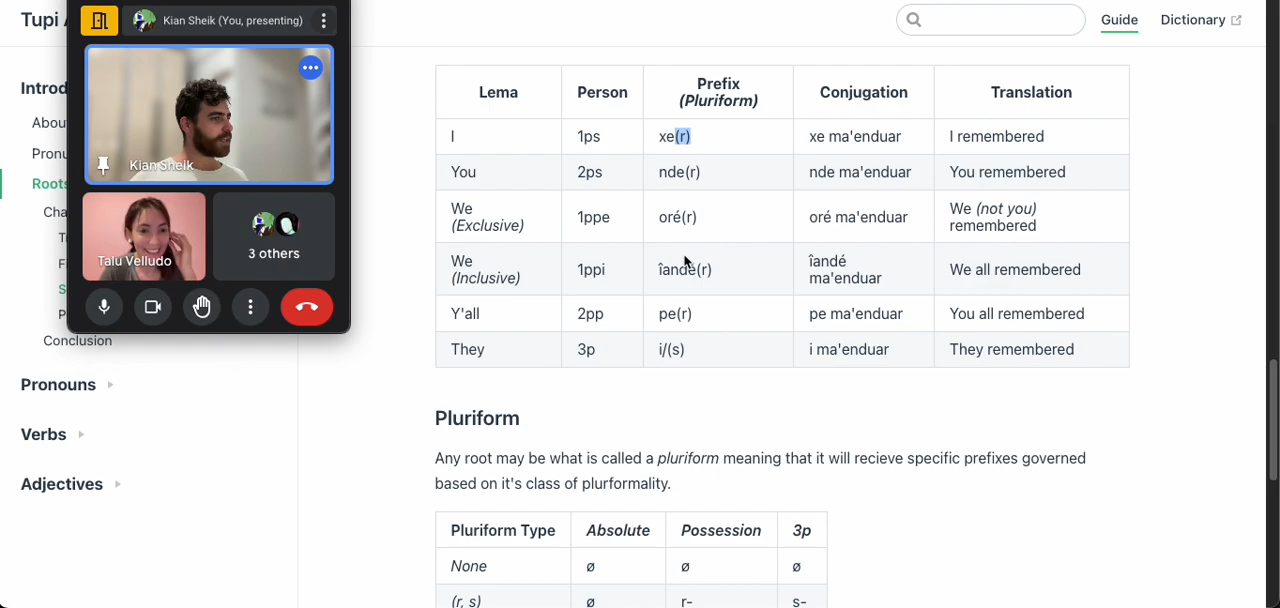 Tupi
Kian Sheik (You, presenting)
Guide
Dictionary
Kian Sheik
Talu Velludo
3 others
Introd
Abou
Pronu
Roots
Cha
Conclusion
Pronouns
Verbs
Adjectives
Lema Person Prefix (Pluriform) Conjugation Translation
I 1ps xe(r) xe ma'enduar I remembered
You 2ps nde(r) nde ma'enduar You remembered
We (Exclusive) 1ppe oré(r) oré ma'enduar We (not you) remembered
We (Inclusive) 1ppi îandé(r) îandé ma'enduar We all remembered
Y'all 2pp pe(r) pe ma'enduar You all remembered
They 3p i/(s) i ma'enduar They remembered
Pluriform
Any root may be what is called a pluriform meaning that it will recieve specific prefixes governed
based on it's class of plurformality.
Pluriform Type Absolute Possession 3p
None ø ø ø
(r, s) ø r- s-